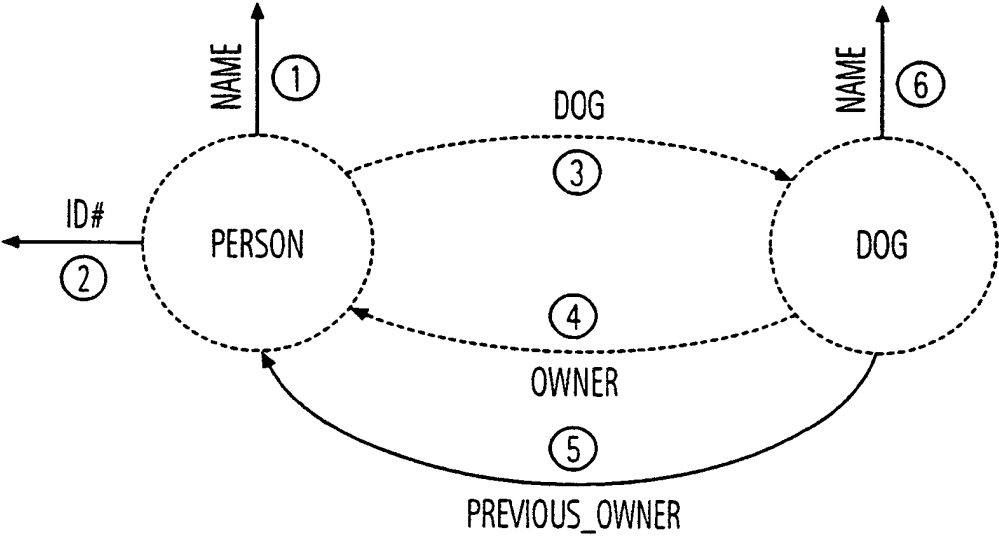 NAME
1
NAME
6
DOG
3
ID#
2
PERSON
DOG
4
OWNER
5
PREVIOUS_OWNER